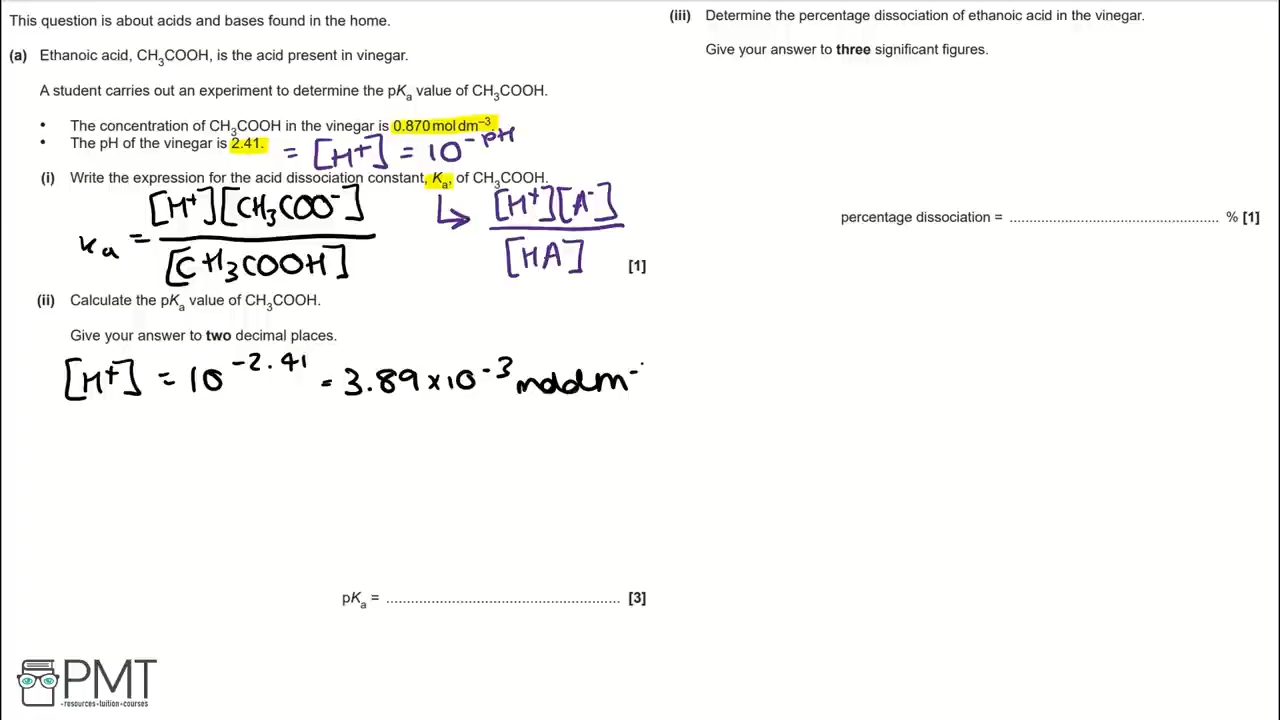 This question is about acids and bases found in the home.
(a) Ethanoic acid, CH₃COOH, is the acid present in vinegar.
A student carries out an experiment to determine the pKₐ value of CH₃COOH.
• The concentration of CH₃COOH in the vinegar is 0.870 mol dm⁻³.
• The pH of the vinegar is 2.41. = [H⁺] = 10⁻ᵖᴴ
(i) Write the expression for the acid dissociation constant, Kₐ, of CH₃COOH.
Kₐ = [H⁺][CH₃COO⁻] / [CH₃COOH]
↳ [H⁺][A⁻] / [HA]
[1]
(ii) Calculate the pKₐ value of CH₃COOH.
Give your answer to two decimal places.
[H⁺] = 10^-2.41 = 3.89 × 10⁻³ moldm⁻
pKₐ = ...................................................... [3]
(iii) Determine the percentage dissociation of ethanoic acid in the vinegar.
Give your answer to three significant figures.
percentage dissociation = ................................................ % [1]
PMT
-resources-tuition-courses